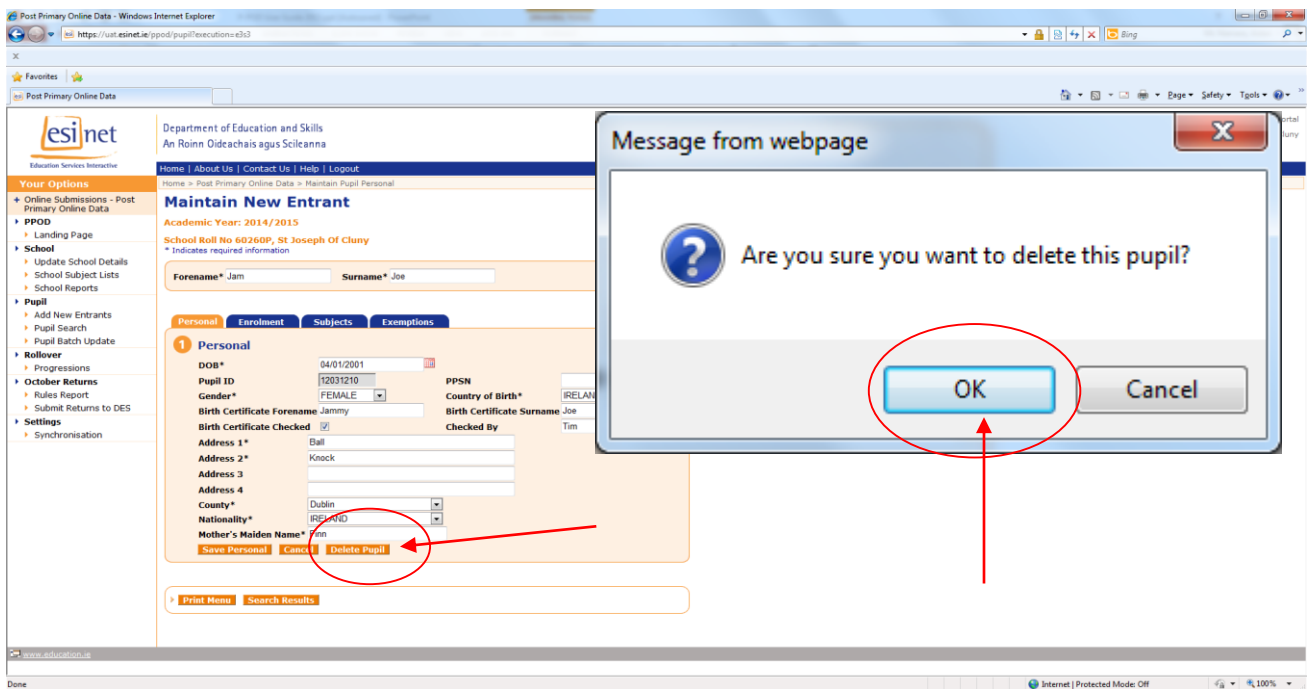 Post Primary Online Data - Windows Internet Explorer
https://uat.esinet.ie/ppod/pupil?execution=e3s3
Bing
x
Favorites
Post Primary Online Data
Page Safety Tools
esinet
Education Services Interactive
Department of Education and Skills
An Roinn Oideachais agus Scileanna
Home | About Us | Contact Us | Help | Logout
Home > Post Primary Online Data > Maintain Pupil Personal
Your Options
Online Submissions - Post
Primary Online Data
PPOD
Landing Page
School
Update School Details
School Subject Lists
School Reports
Pupil
Add New Entrants
Pupil Search
Pupil Batch Update
Rollover
Progressions
October Returns
Rules Report
Submit Returns to DES
Settings
Synchronisation
Maintain New Entrant
Academic Year: 2014/2015
School Roll No 60260P, St Joseph Of Cluny
* Indicates required information
Forename* Jam Surname* Joe
Personal Enrolment Subjects Exemptions
1 Personal
DOB* 04/01/2001
Pupil ID 12031210 PPSN
Gender* FEMALE Country of Birth* IRELAN
Birth Certificate Forename Jammy Birth Certificate Surname Joe
Birth Certificate Checked Checked By Tim
Address 1* Ball
Address 2* Knock
Address 3
Address 4
County* Dublin
Nationality* IRELAND
Mother's Maiden Name* Finn
Save Personal Cancel Delete Pupil
Print Menu Search Results
Message from webpage
Are you sure you want to delete this pupil?
OK Cancel
www.education.ie
Done
Internet | Protected Mode: Off
100%